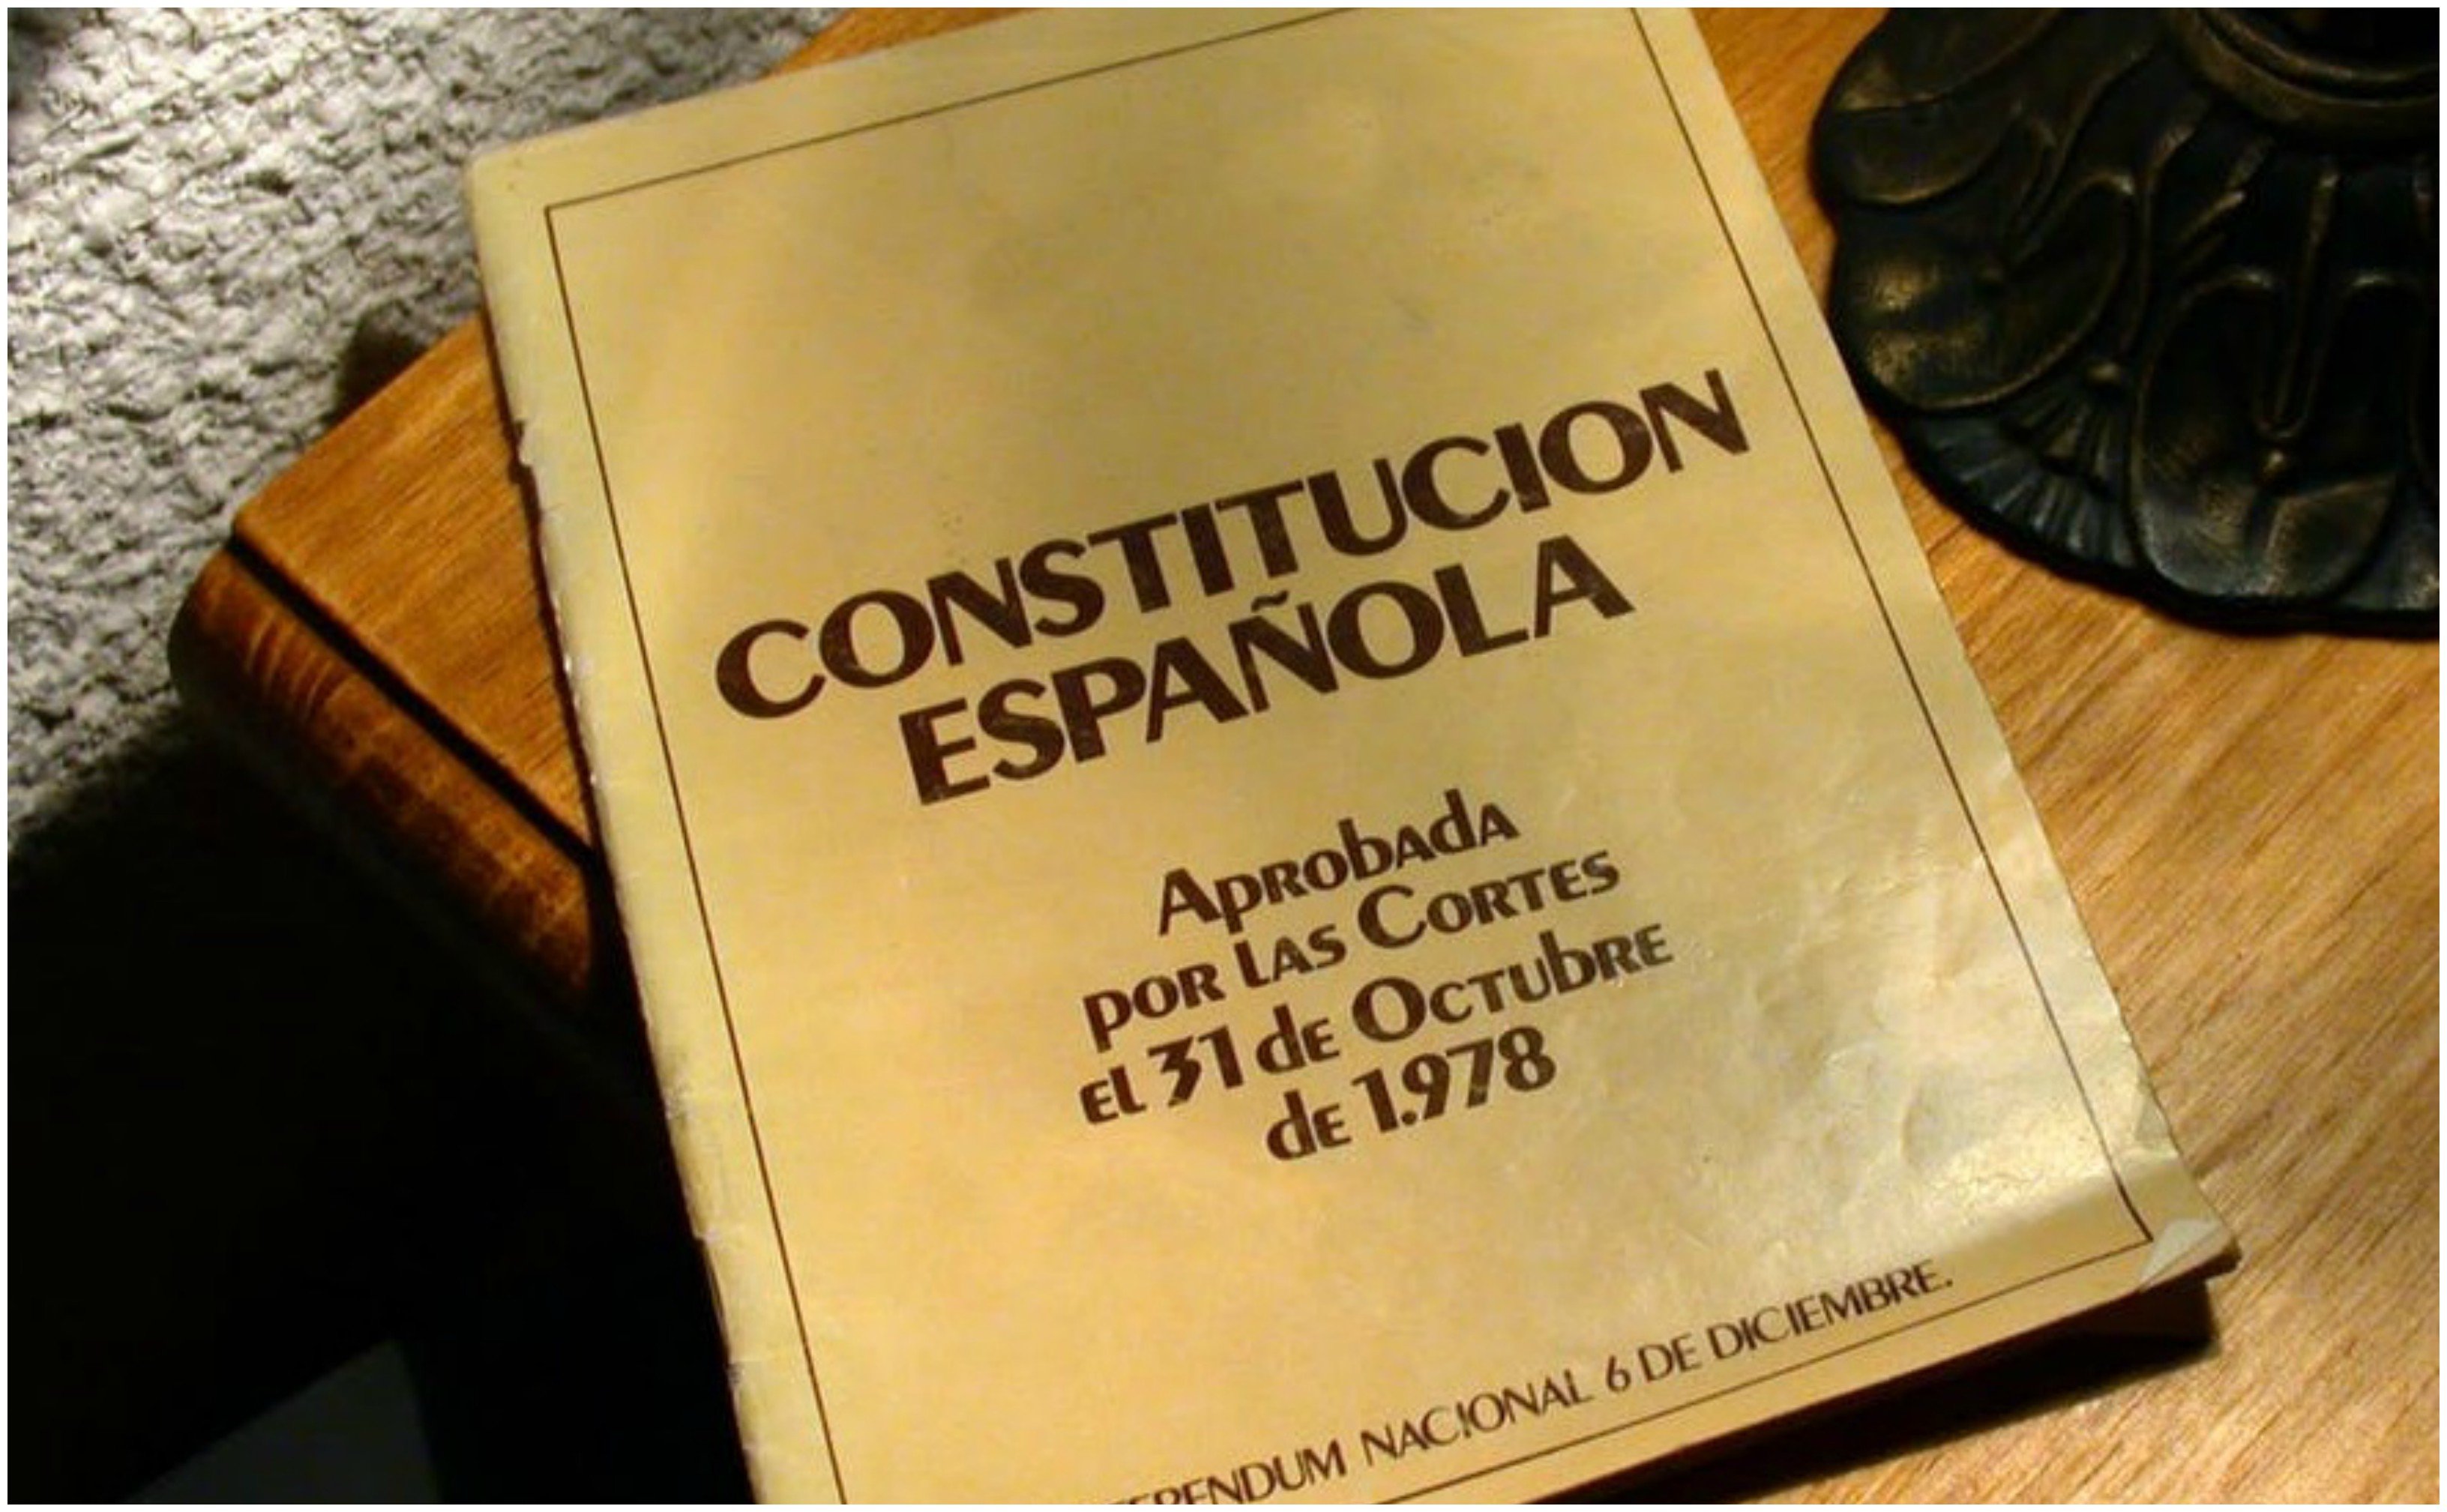 CONSTITUCION
ESPAÑOLA
Aprobada
por las Cortes
el 31 de Octubre
de 1.978
NACIONAL 6 DE DICIEMBRE.